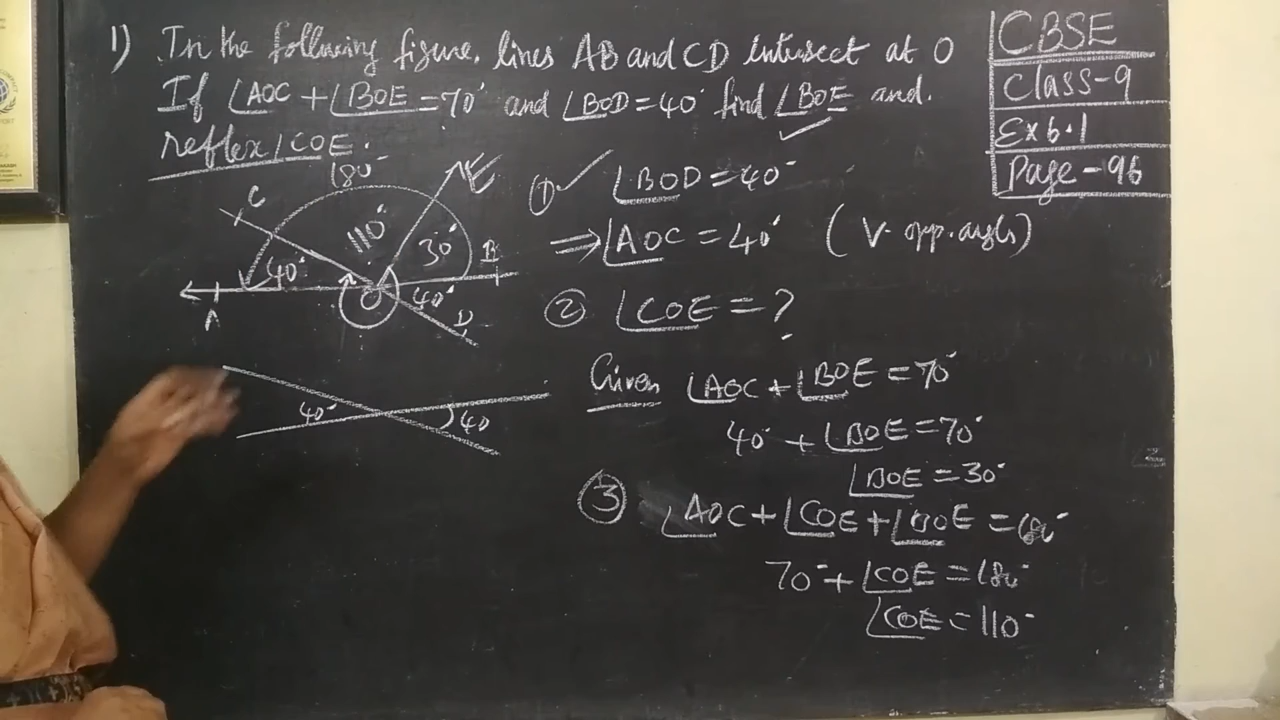 1) In the following figure, lines AB and CD intersect at O
If ∠AOC + ∠BOE = 70° and ∠BOD = 40° find ∠BOE and.
reflex ∠COE.
CBSE
Class-9
Ex 6.1
Page-96
180°
C
E
110°
30°
B
40°
O
40°
A
D
40°
40
① ✓ ∠BOD = 40°
⇒ ∠AOC = 40° (V. opp. angls)
② ∠COE = ?
Given ∠AOC + ∠BOE = 70°
40° + ∠BOE = 70°
∠BOE = 30°
③ ∠AOC + ∠COE + ∠BOE = 180°
70° + ∠COE = 180°
∠COE = 110°